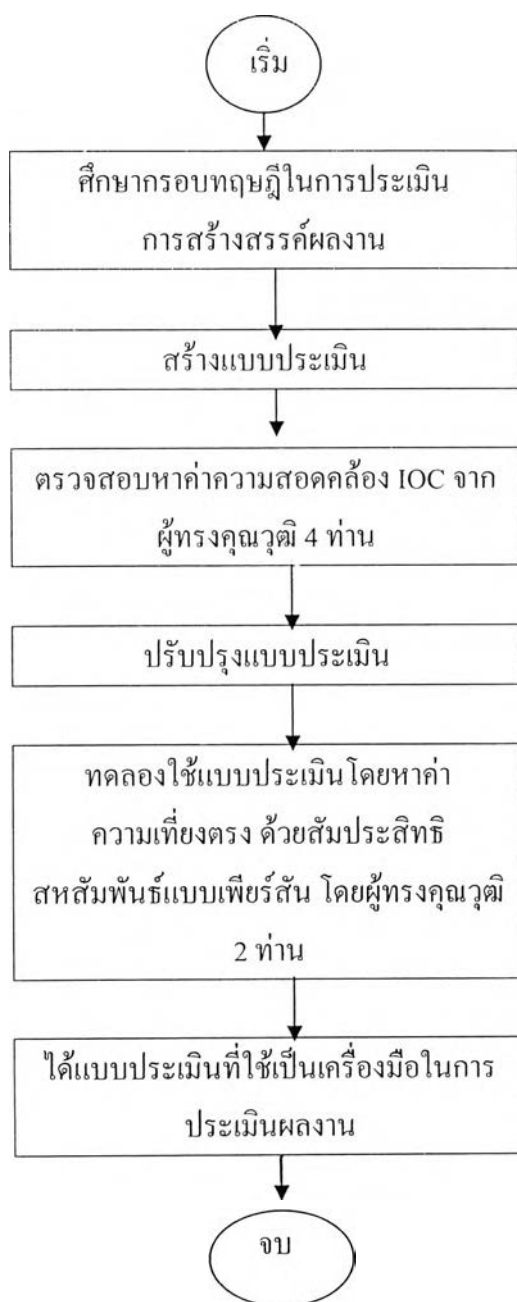 เริ่ม
ศึกษากรอบทฤษฎีในการประเมิน
การสร้างสรรค์ผลงาน
สร้างแบบประเมิน
ตรวจสอบหาค่าความสอดคล้อง IOC จาก
ผู้ทรงคุณวุฒิ 4 ท่าน
ปรับปรุงแบบประเมิน
ทดลองใช้แบบประเมินโดยหาค่า
ความเที่ยงตรง ด้วยสัมประสิทธิ
สหสัมพันธ์แบบเพียร์สัน โดยผู้ทรงคุณวุฒิ
2 ท่าน
ได้แบบประเมินที่ใช้เป็นเครื่องมือในการ
ประเมินผลงาน
จบ